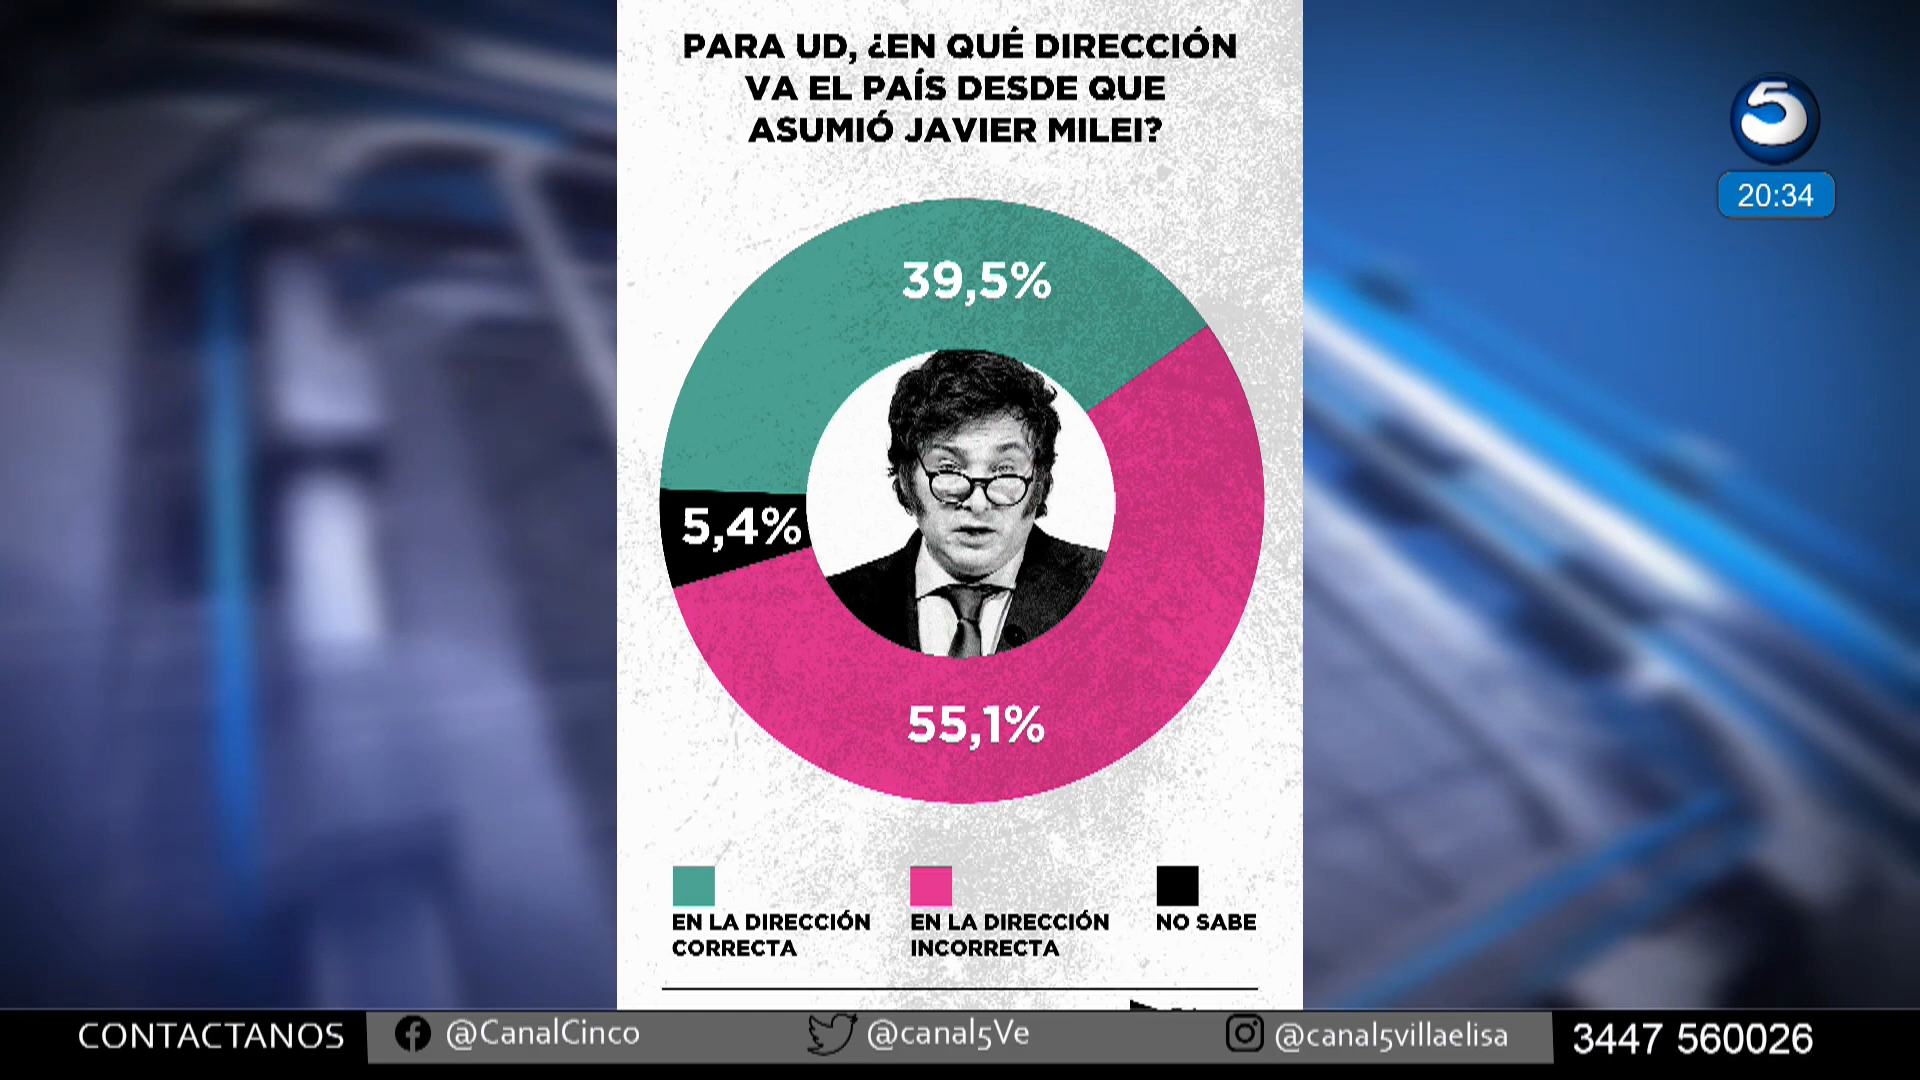 PARA UD, ¿EN QUÉ DIRECCIÓN
VA EL PAÍS DESDE QUE
ASUMIÓ JAVIER MILEI?
5
20:34
39,5%
5,4%
55,1%
EN LA DIRECCIÓN
CORRECTA
EN LA DIRECCIÓN
INCORRECTA
NO SABE
CONTACTANOS
@CanalCinco
@canal5Ve
@canal5villaelisa
3447 560026